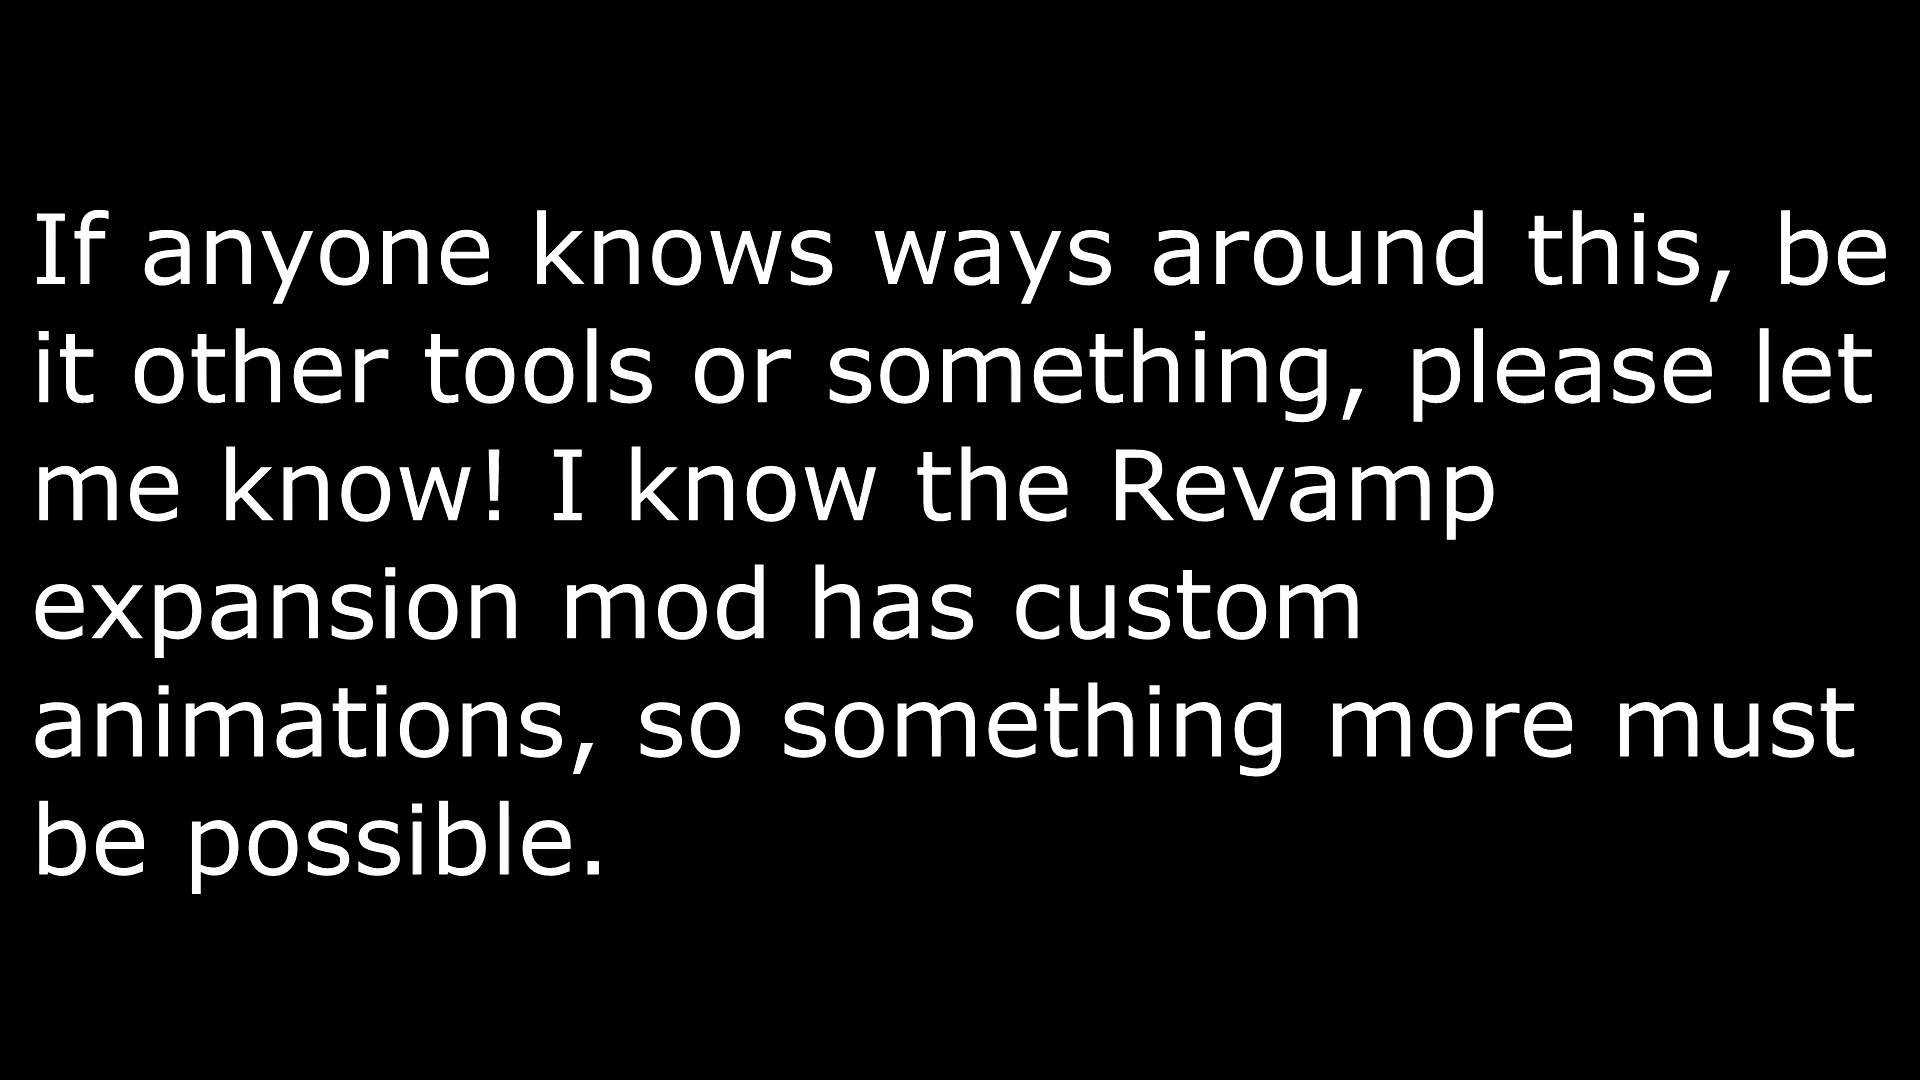 If anyone knows ways around this, be
it other tools or something, please let
me know! I know the Revamp
expansion mod has custom
animations, so something more must
be possible.